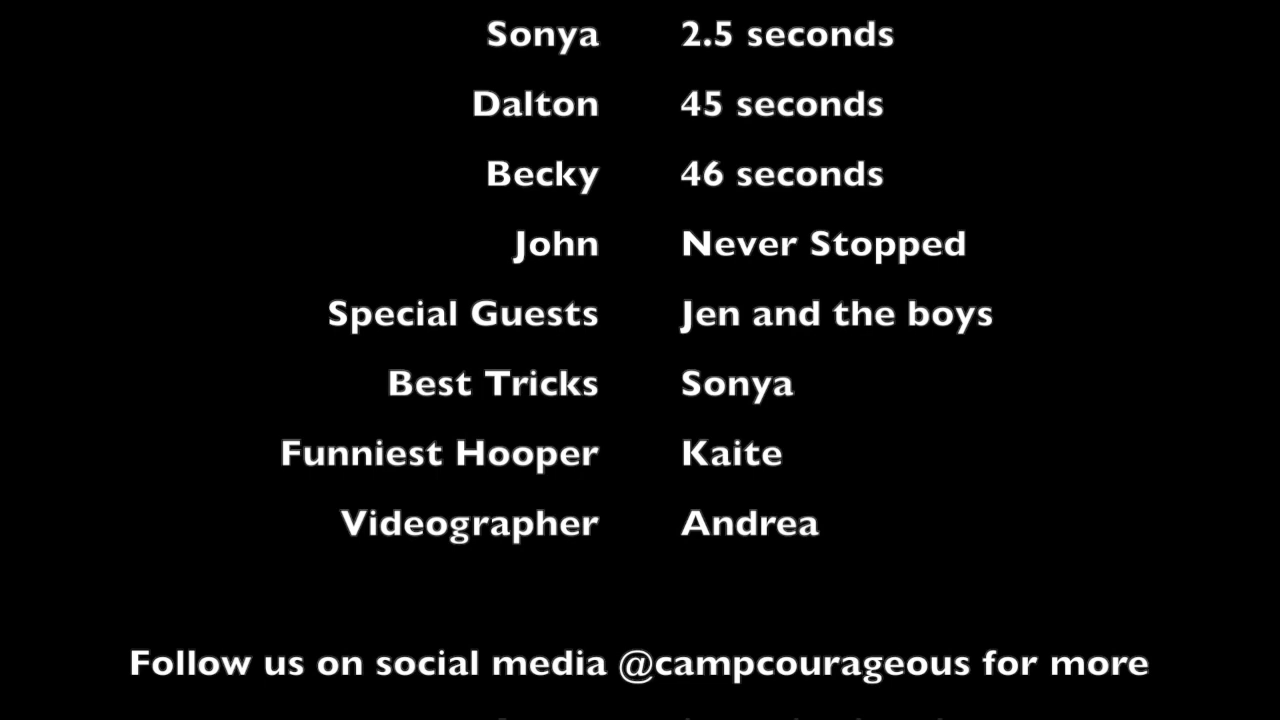 Sonya 2.5 seconds
Dalton 45 seconds
Becky 46 seconds
John Never Stopped
Special Guests Jen and the boys
Best Tricks Sonya
Funniest Hooper Kaite
Videographer Andrea
Follow us on social media @campcourageous for more